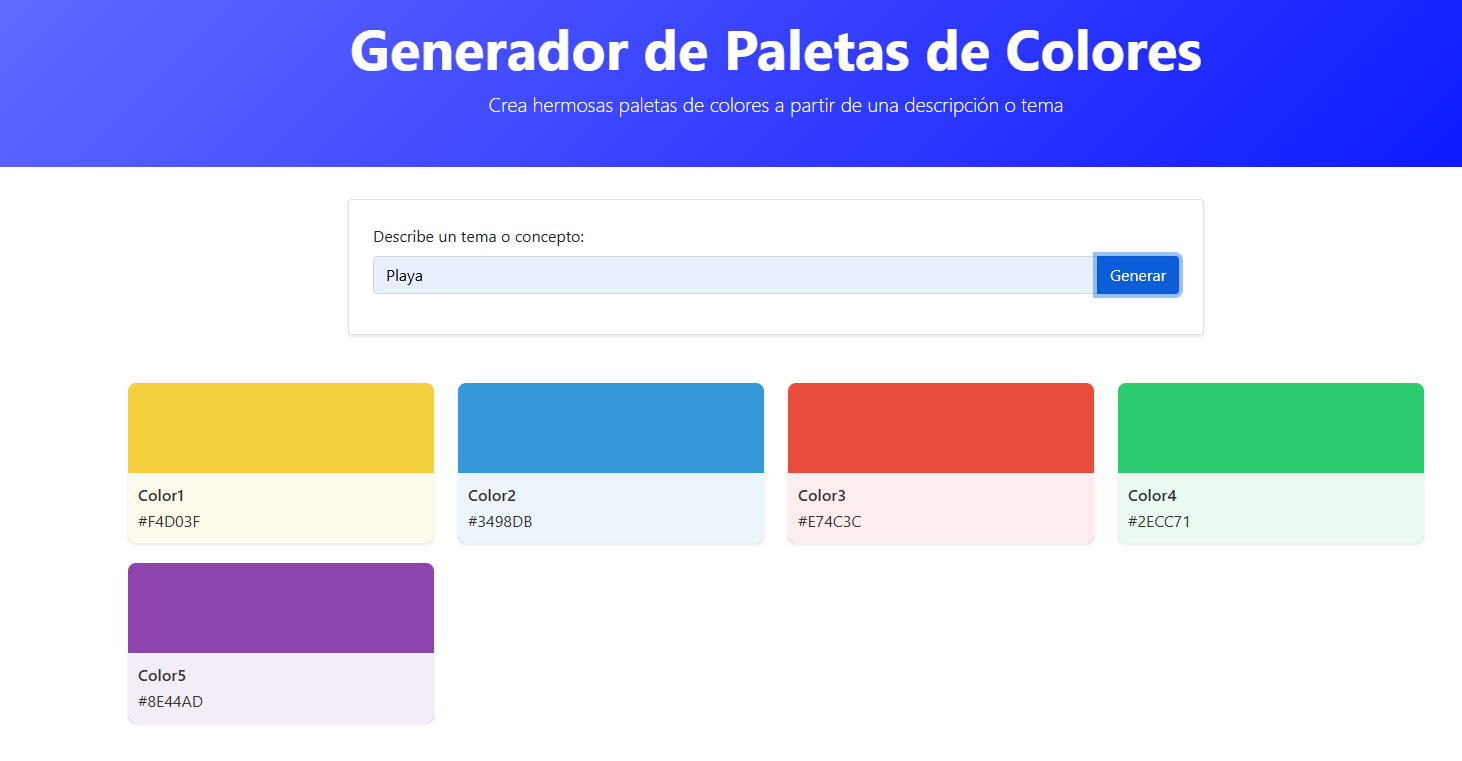 Generador de Paletas de Colores
Crea hermosas paletas de colores a partir de una descripción o tema
Describe un tema o concepto:
Playa
Generar
Color1
#F4D03F
Color2
#3498DB
Color3
#E74C3C
Color4
#2ECC71
Color5
#8E44AD